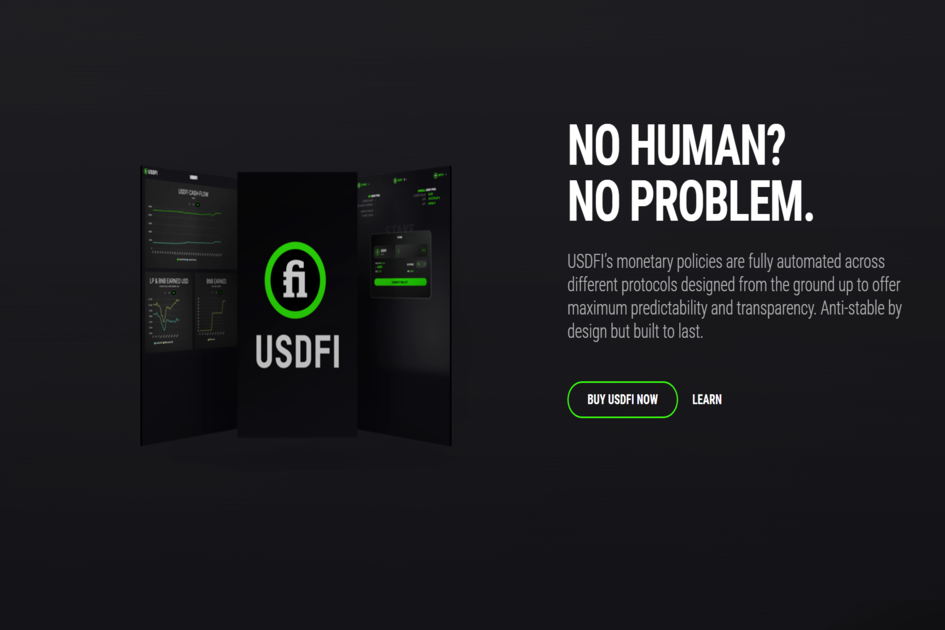 NO HUMAN?
NO PROBLEM.
USDFI's monetary policies are fully automated across
different protocols designed from the ground up to offer
maximum predictability and transparency. Anti-stable by
design but built to last.
BUY USDFI NOW
LEARN
USDFI
USDFI CASH FLOW
LP & BNB EARNED USD
BNB EARNED
fi
USDFI
STAKE